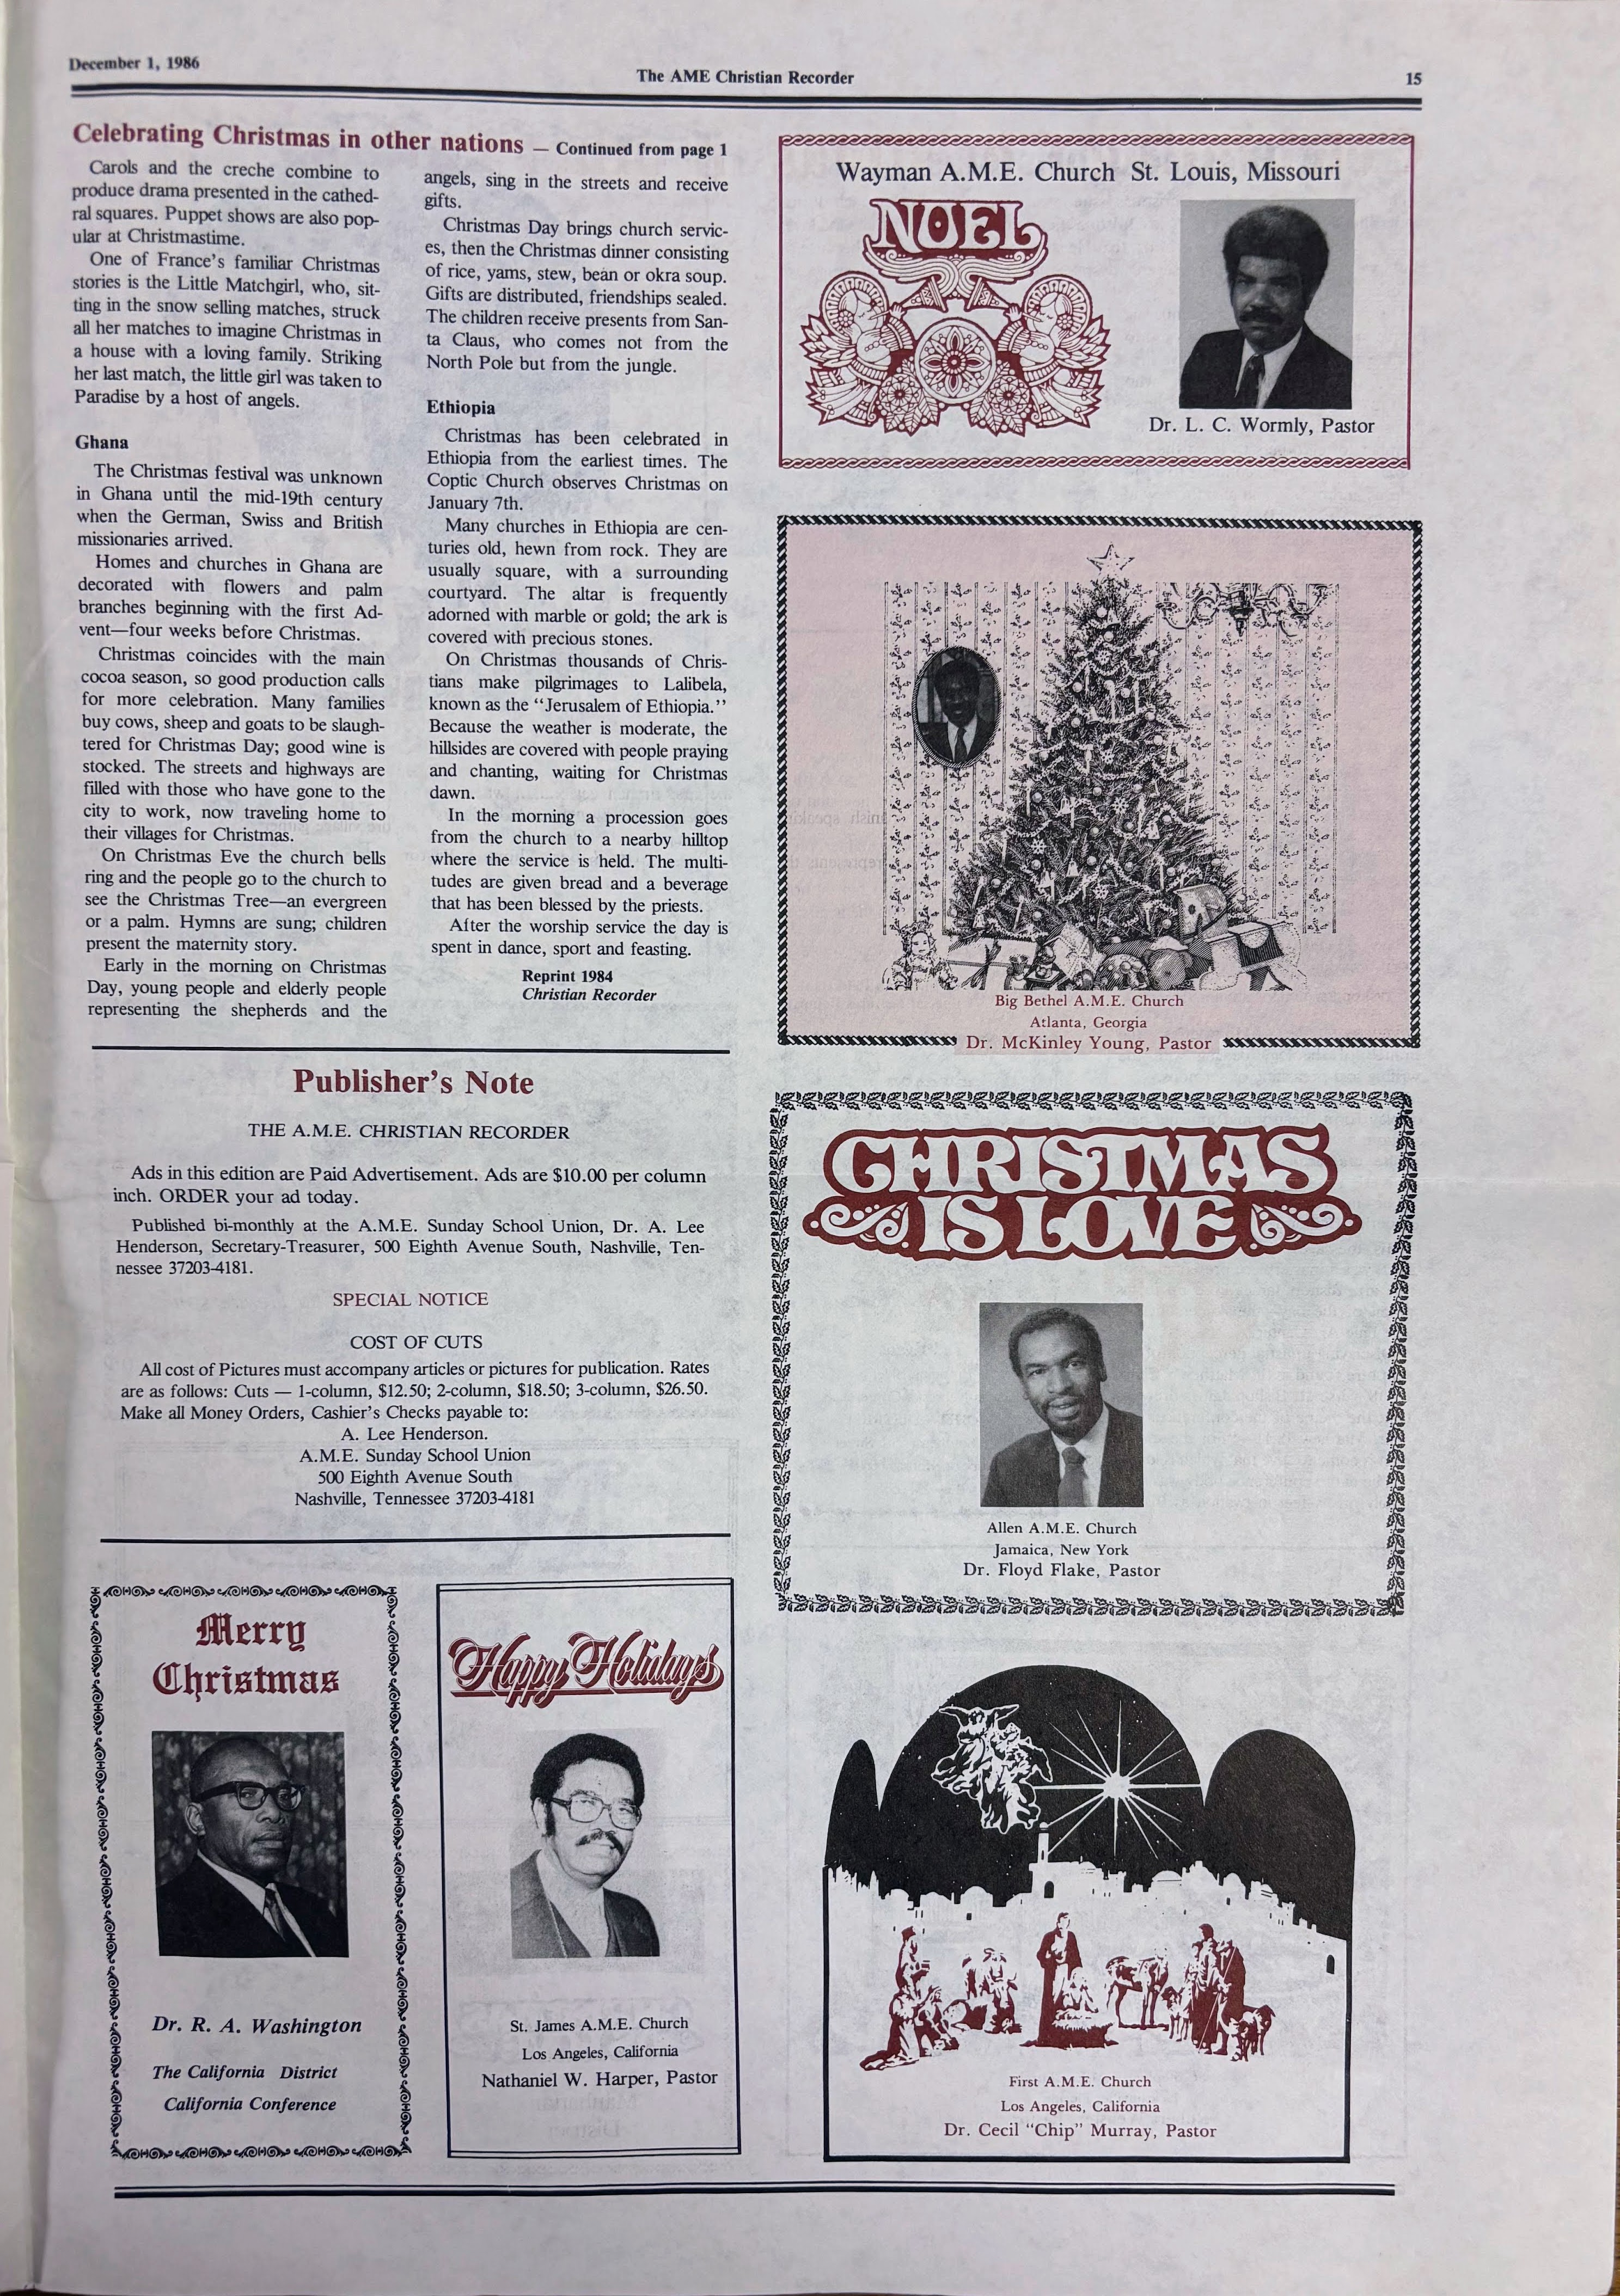 December 1, 1986
The AME Christian Recorder
15
Celebrating Christmas in other nations — Continued from page 1
Carols and the creche combine to
produce drama presented in the cathed-
ral squares. Puppet shows are also pop-
ular at Christmastime.
One of France's familiar Christmas
stories is the Little Matchgirl, who, sit-
ting in the snow selling matches, struck
all her matches to imagine Christmas in
a house with a loving family. Striking
her last match, the little girl was taken to
Paradise by a host of angels.
Ghana
The Christmas festival was unknown
in Ghana until the mid-19th century
when the German, Swiss and British
missionaries arrived.
Homes and churches in Ghana are
decorated with flowers and palm
branches beginning with the first Ad-
vent—four weeks before Christmas.
Christmas coincides with the main
cocoa season, so good production calls
for more celebration. Many families
buy cows, sheep and goats to be slaugh-
tered for Christmas Day; good wine is
stocked. The streets and highways are
filled with those who have gone to the
city to work, now traveling home to
their villages for Christmas.
On Christmas Eve the church bells
ring and the people go to the church to
see the Christmas Tree—an evergreen
or a palm. Hymns are sung; children
present the maternity story.
Early in the morning on Christmas
Day, young people and elderly people
representing the shepherds and the
angels, sing in the streets and receive
gifts.
Christmas Day brings church servic-
es, then the Christmas dinner consisting
of rice, yams, stew, bean or okra soup.
Gifts are distributed, friendships sealed.
The children receive presents from San-
ta Claus, who comes not from the
North Pole but from the jungle.
Ethiopia
Christmas has been celebrated in
Ethiopia from the earliest times. The
Coptic Church observes Christmas on
January 7th.
Many churches in Ethiopia are cen-
turies old, hewn from rock. They are
usually square, with a surrounding
courtyard. The altar is frequently
adorned with marble or gold; the ark is
covered with precious stones.
On Christmas thousands of Chris-
tians make pilgrimages to Lalibela,
known as the "Jerusalem of Ethiopia."
Because the weather is moderate, the
hillsides are covered with people praying
and chanting, waiting for Christmas
dawn.
In the morning a procession goes
from the church to a nearby hilltop
where the service is held. The multi-
tudes are given bread and a beverage
that has been blessed by the priests.
After the worship service the day is
spent in dance, sport and feasting.
Reprint 1984
Christian Recorder
Publisher's Note
THE A.M.E. CHRISTIAN RECORDER
Ads in this edition are Paid Advertisement. Ads are $10.00 per column
inch. ORDER your ad today.
Published bi-monthly at the A.M.E. Sunday School Union, Dr. A. Lee
Henderson, Secretary-Treasurer, 500 Eighth Avenue South, Nashville, Ten-
nessee 37203-4181.
SPECIAL NOTICE
COST OF CUTS
All cost of Pictures must accompany articles or pictures for publication. Rates
are as follows: Cuts — 1-column, $12.50; 2-column, $18.50; 3-column, $26.50.
Make all Money Orders, Cashier's Checks payable to:
A. Lee Henderson.
A.M.E. Sunday School Union
500 Eighth Avenue South
Nashville, Tennessee 37203-4181
Merry
Christmas
Dr. R. A. Washington
The California District
California Conference
Happy Holidays
St. James A.M.E. Church
Los Angeles, California
Nathaniel W. Harper, Pastor
Wayman A.M.E. Church St. Louis, Missouri
NOEL
Dr. L. C. Wormly, Pastor
Big Bethel A.M.E. Church
Atlanta, Georgia
Dr. McKinley Young, Pastor
CHRISTMAS
IS LOVE
Allen A.M.E. Church
Jamaica, New York
Dr. Floyd Flake, Pastor
First A.M.E. Church
Los Angeles, California
Dr. Cecil "Chip" Murray, Pastor